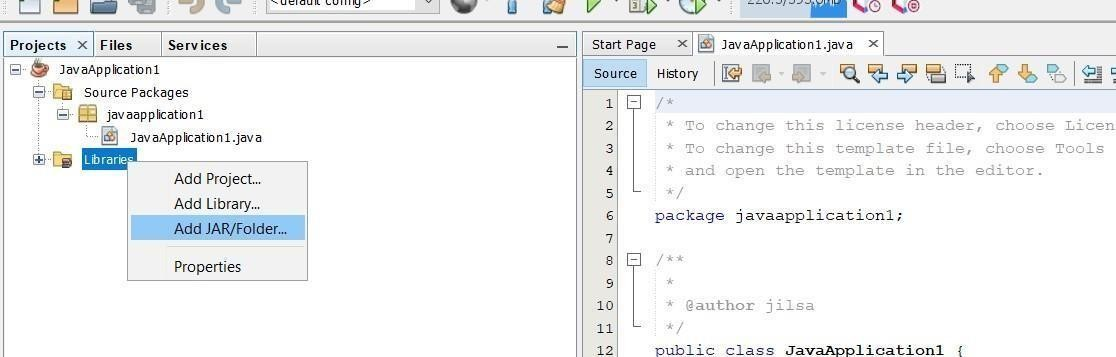 <default config>
Projects Files Services
JavaApplication1
Source Packages
javaapplication1
JavaApplication1.java
Libraries
Add Project...
Add Library...
Add JAR/Folder...
Properties
Start Page JavaApplication1.java
Source History
1 /*
2 * To change this license header, choose Licen
3 * To change this template file, choose Tools
4 * and open the template in the editor.
5 */
6 package javaapplication1;
7
8 /**
9 *
10 * @author jilsa
11 */
12 public class JavaApplication1 {